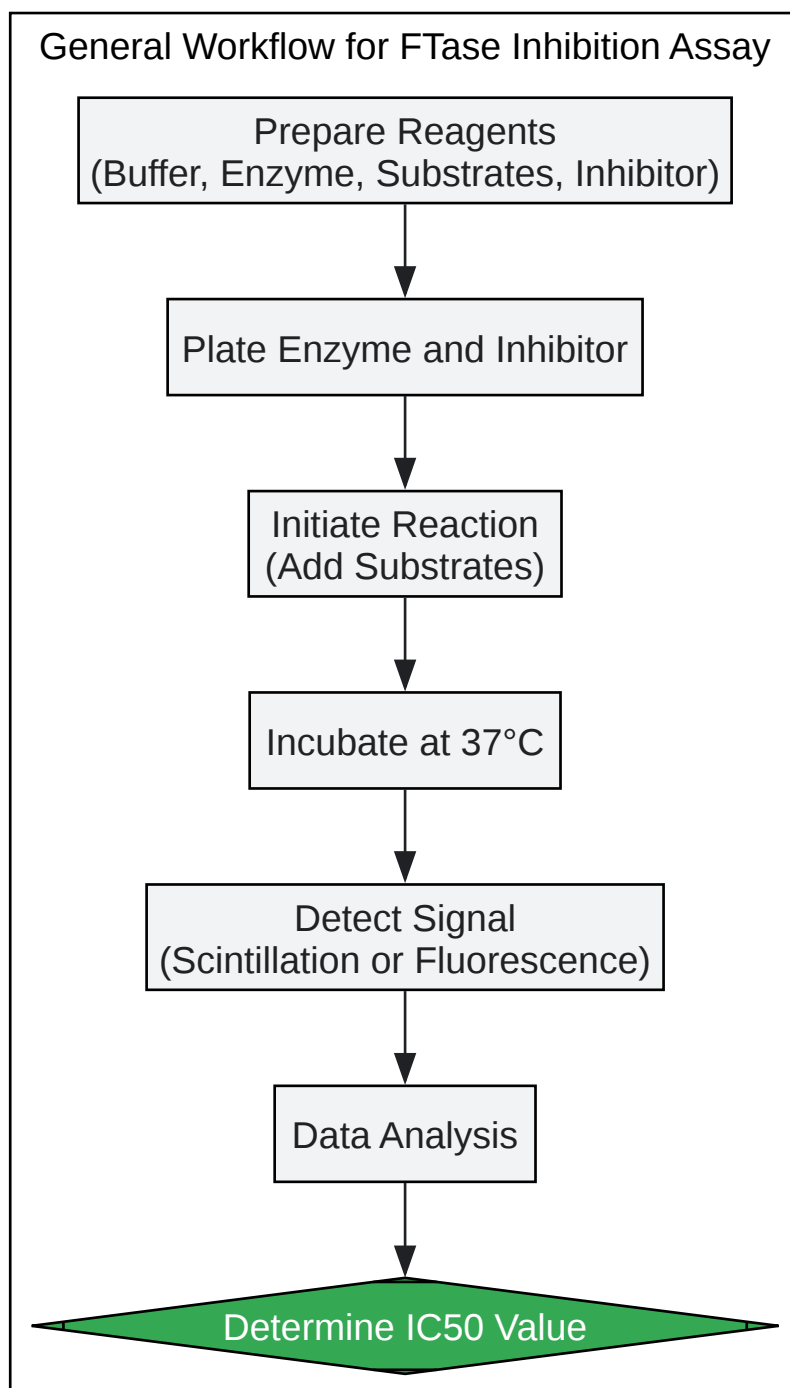 General Workflow for FTase Inhibition Assay
Prepare Reagents
(Buffer, Enzyme, Substrates, Inhibitor)
Plate Enzyme and Inhibitor
Initiate Reaction
(Add Substrates)
Incubate at 37°C
Detect Signal
(Scintillation or Fluorescence)
Data Analysis
Determine IC50 Value